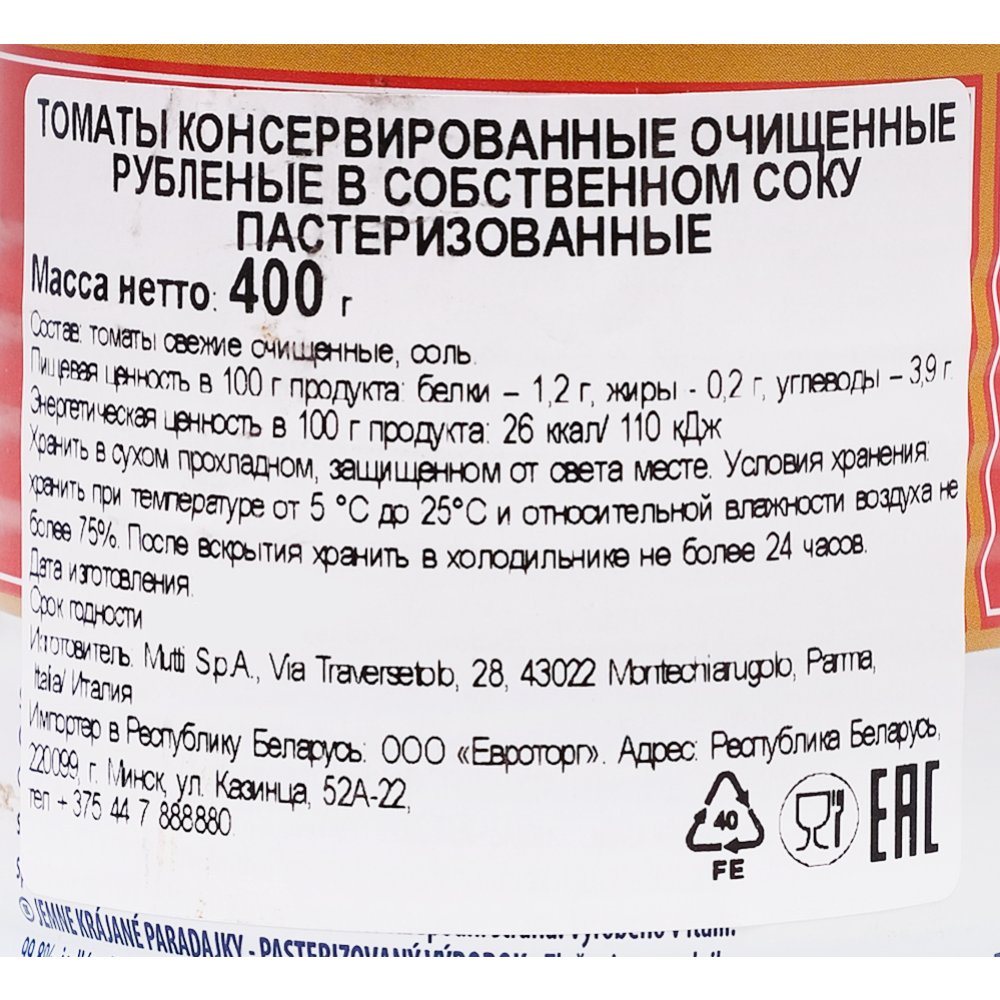 ТОМАТЫ КОНСЕРВИРОВАННЫЕ ОЧИЩЕННЫЕ
РУБЛЕНЫЕ В СОБСТВЕННОМ СОКУ
ПАСТЕРИЗОВАННЫЕ
Масса нетто: 400 г
Состав: томаты свежие очищенные, соль.
Пищевая ценность в 100 г продукта: белки – 1,2 г, жиры - 0,2 г, углеводы – 3,9 г.
Энергетическая ценность в 100 г продукта: 26 ккал/ 110 кДж
Хранить в сухом прохладном, защищенном от света месте. Условия хранения:
хранить при температуре от 5 °С до 25°С и относительной влажности воздуха не
более 75%. После вскрытия хранить в холодильнике не более 24 часов.
Дата изготовления:
Срок годности
Изготовитель: Mutti S.p.A., Via Traversetolo, 28, 43022 Montechiarugolo, Parma,
Italia/ Италия
Импортер в Республику Беларусь: ООО «Евроторг». Адрес: Республика Беларусь,
220099, г. Минск, ул. Казинца, 52А-22,
тел + 375 44 7 888880
40
FE
EAC
JEMNE KRÁJANÉ PARADAJKY - PASTERIZOVANÝ VÝROBOK